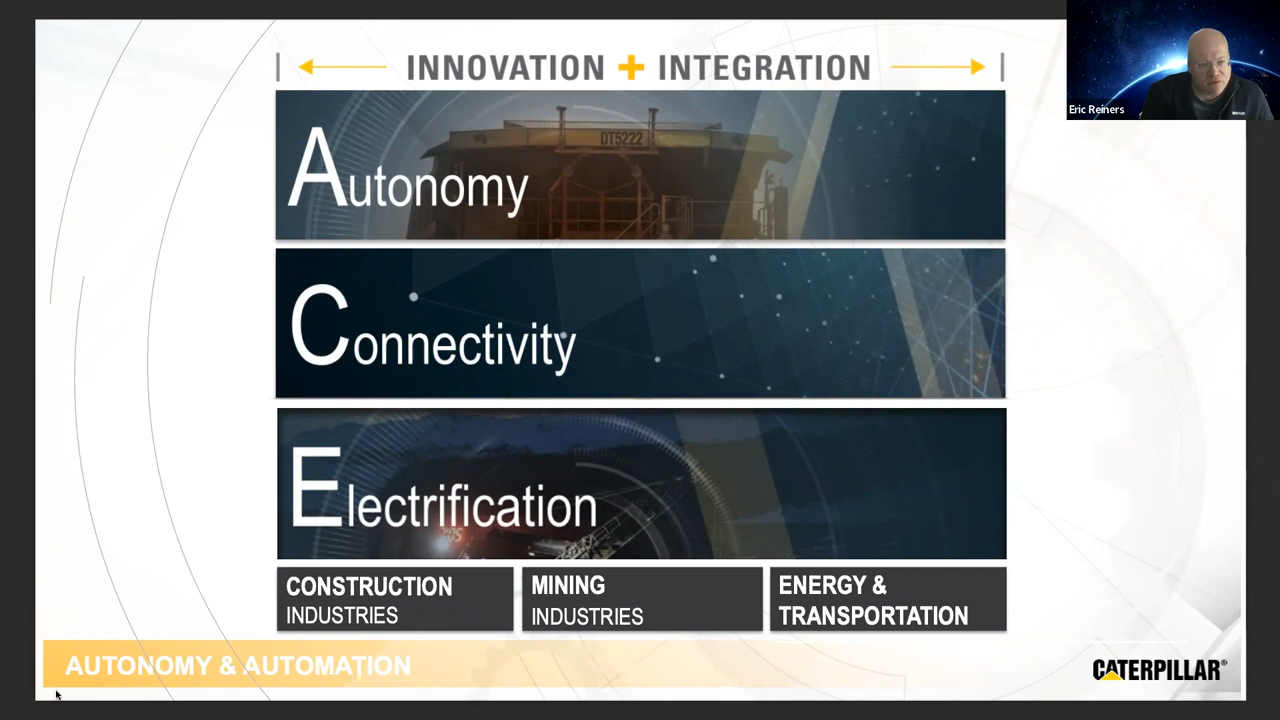 INNOVATION + INTEGRATION
Eric Reiners
DT5222
Autonomy
Connectivity
Electrification
CONSTRUCTION
INDUSTRIES
MINING
INDUSTRIES
ENERGY &
TRANSPORTATION
AUTONOMY & AUTOMATION
CATERPILLAR®